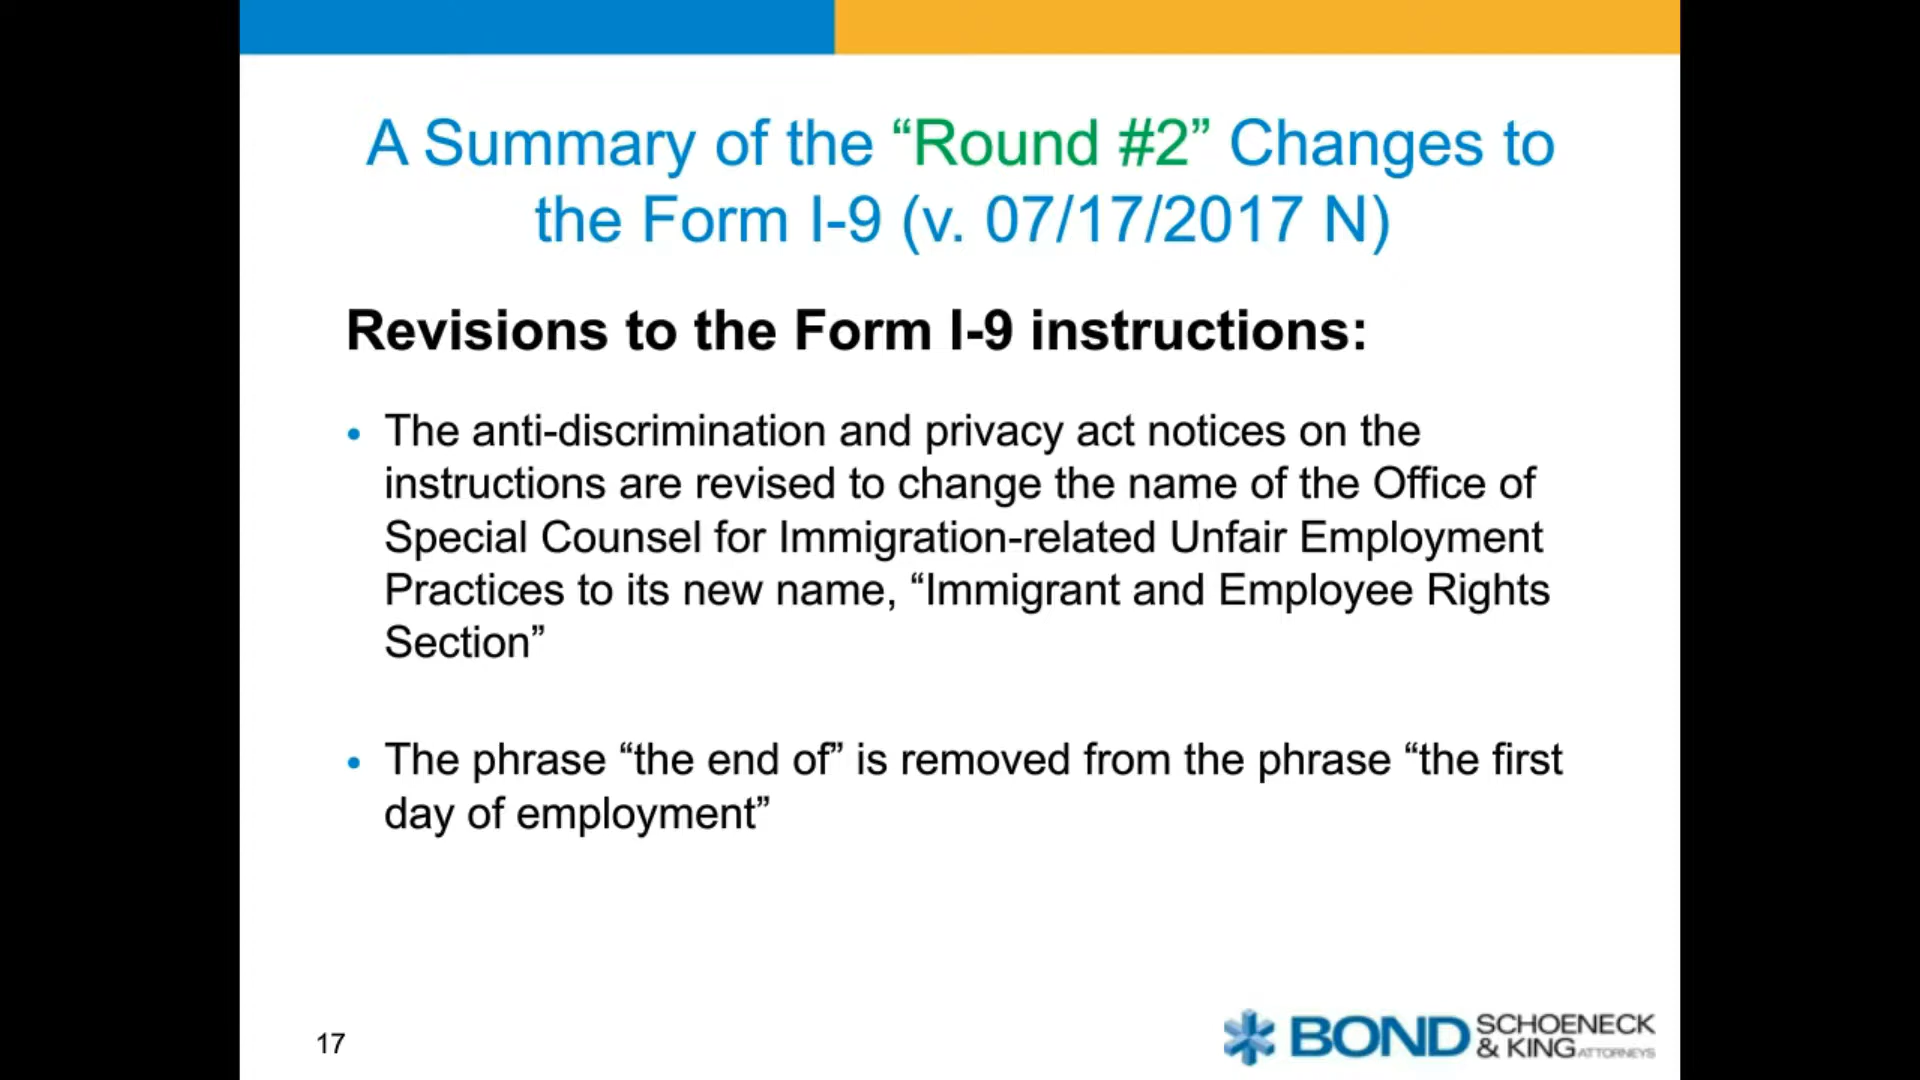 A Summary of the “Round #2” Changes to
the Form I-9 (v. 07/17/2017 N)
Revisions to the Form I-9 instructions:
• The anti-discrimination and privacy act notices on the
instructions are revised to change the name of the Office of
Special Counsel for Immigration-related Unfair Employment
Practices to its new name, “Immigrant and Employee Rights
Section”
• The phrase “the end of” is removed from the phrase “the first
day of employment”
17
BOND SCHOENECK
& KING ATTORNEYS